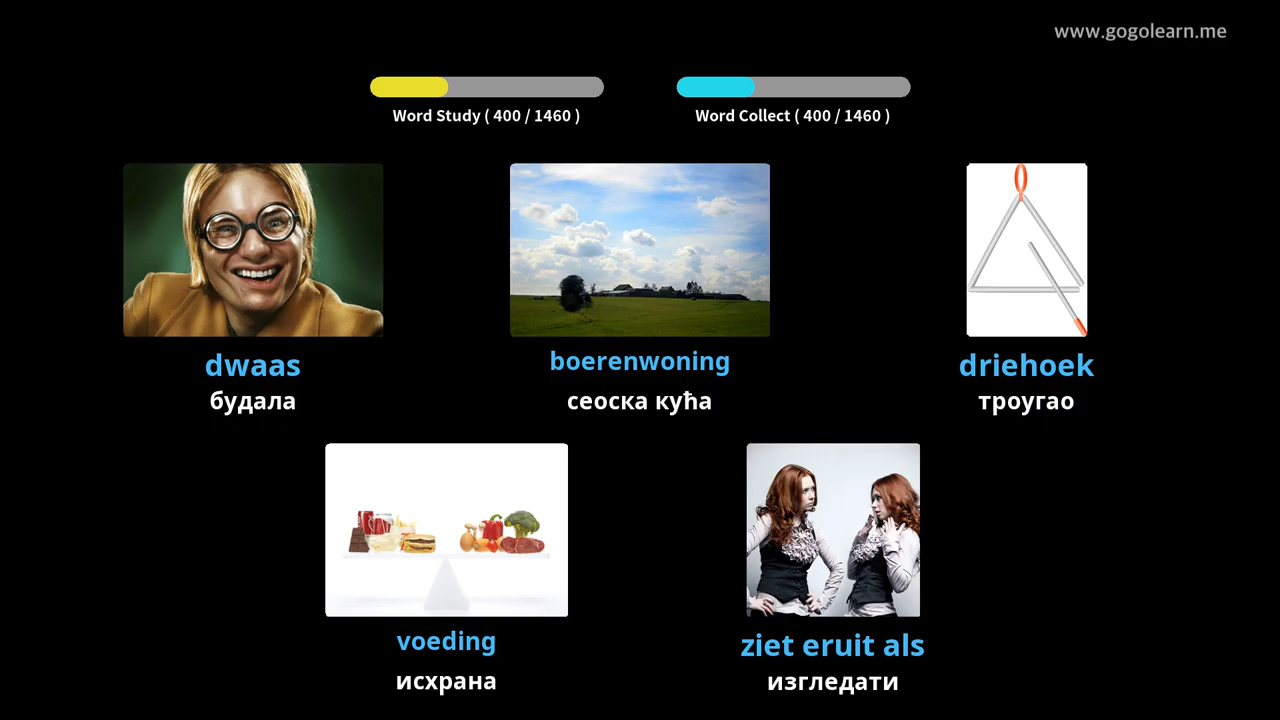 www.gogolearn.me
Word Study ( 400 / 1460 )
Word Collect ( 400 / 1460 )
dwaas
будала
boerenwoning
сеоска кућа
driehoek
троугао
voeding
исхрана
ziet eruit als
изгледати